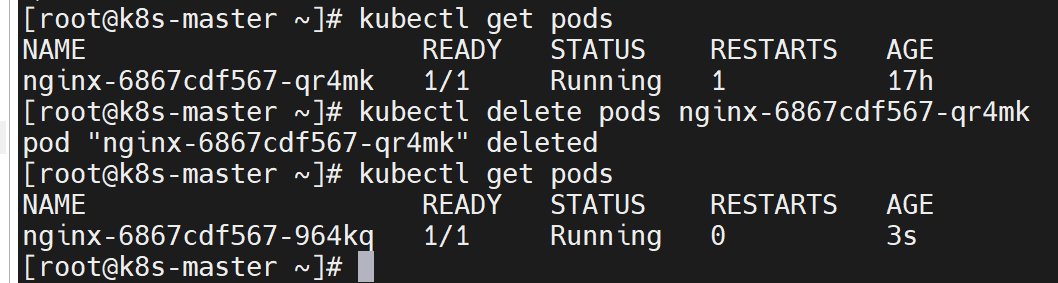 [root@k8s-master ~]# kubectl get pods
NAME READY STATUS RESTARTS AGE
nginx-6867cdf567-qr4mk 1/1 Running 1 17h
[root@k8s-master ~]# kubectl delete pods nginx-6867cdf567-qr4mk
pod "nginx-6867cdf567-qr4mk" deleted
[root@k8s-master ~]# kubectl get pods
NAME READY STATUS RESTARTS AGE
nginx-6867cdf567-964kq 1/1 Running 0 3s
[root@k8s-master ~]#